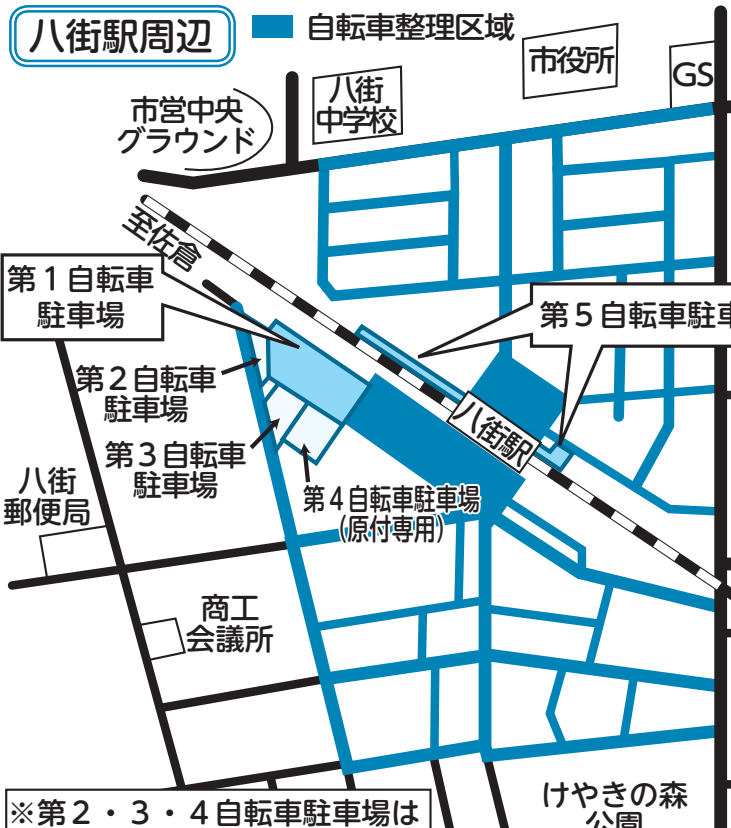 八街駅周辺
自転車整理区域
市役所
GS
八街
中学校
市営中央
グラウンド
至佐倉
第1自転車
駐車場
第5自転車駐車
第2自転車
駐車場
八街駅
第3自転車
駐車場
八街
郵便局
第4自転車駐車場
(原付専用)
商工
会議所
けやきの森
公園
※第2・3・4自転車駐車場は